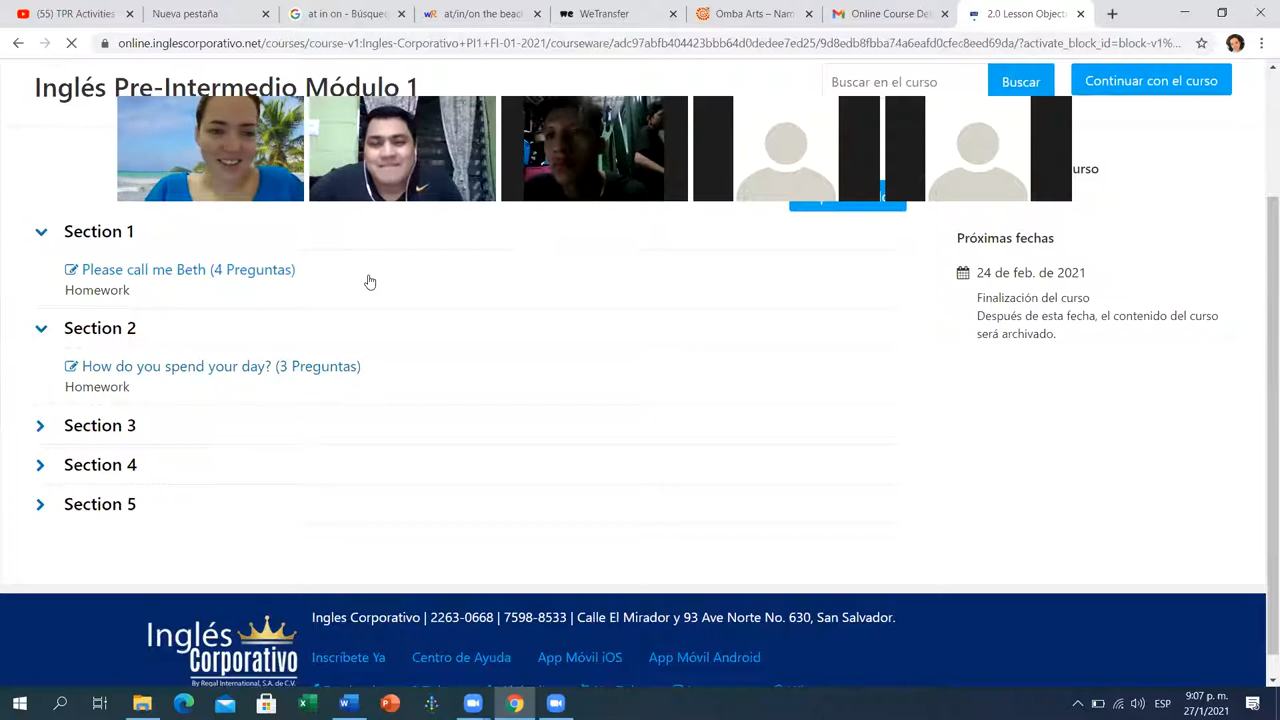 (55) TPR Activities
Nueva pestaña
at in on - Búsque
at/in/on the beach
WeTransfer
Omba Arts – Nam
Online Course De
2.0 Lesson Object
online.inglescorporativo.net/courses/course-v1:Ingles-Corporativo+PI1+FI-01-2021/courseware/adc97abfb404423bbb64d0dedee7ed25/9d8edb8fbba74a6eafd0cfec8eed69da/?activate_block_id=block-v1%...
Inglés Pre-Intermedio Módulo 1
Buscar en el curso
Buscar
Continuar con el curso
urso
Section 1
Please call me Beth (4 Preguntas)
Homework
Section 2
How do you spend your day? (3 Preguntas)
Homework
Section 3
Section 4
Section 5
Próximas fechas
24 de feb. de 2021
Finalización del curso
Después de esta fecha, el contenido del curso
será archivado.
Inglés
Corporativo
By Regal International, S.A. de C.V.
Ingles Corporativo | 2263-0668 | 7598-8533 | Calle El Mirador y 93 Ave Norte No. 630, San Salvador.
Inscríbete Ya
Centro de Ayuda
App Móvil iOS
App Móvil Android
ESP
9:07 p. m.
27/1/2021